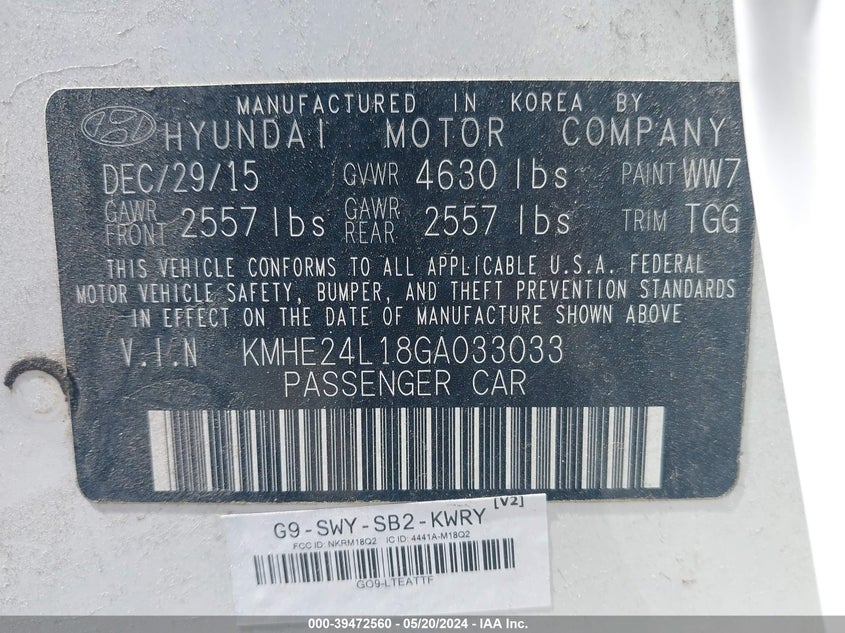 MANUFACTURED IN KOREA BY
HYUNDAI MOTOR COMPANY
DEC/29/15 GVWR 4630 lbs PAINT WW7
GAWR FRONT 2557 lbs GAWR REAR 2557 lbs TRIM TGG
THIS VEHICLE CONFORMS TO ALL APPLICABLE U.S.A. FEDERAL
MOTOR VEHICLE SAFETY, BUMPER, AND THEFT PREVENTION STANDARDS
IN EFFECT ON THE DATE OF MANUFACTURE SHOWN ABOVE.
V.I.N KMHE24L18GA033033
PASSENGER CAR
[V2]
G9-SWY-SB2-KWRY
FCC ID: NKRM18Q2 IC ID: 4441A-M18Q2
GO9-LTEATTF
000-39472560 - 05/20/2024 - IAA Inc.